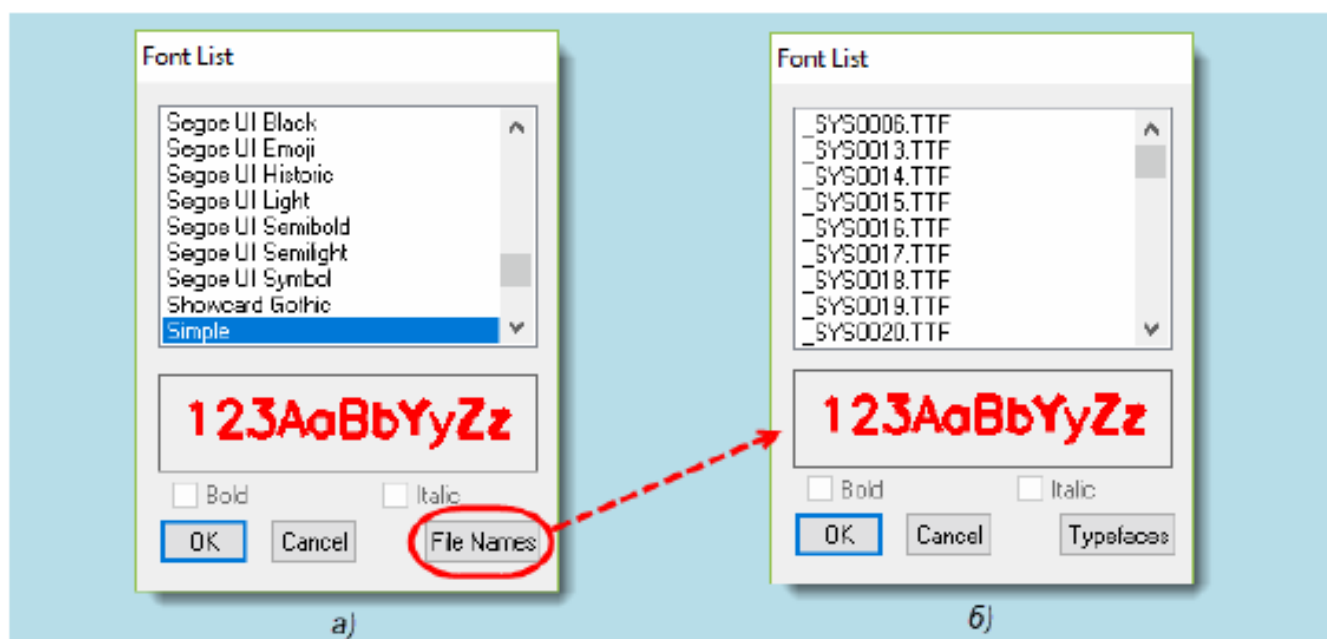 Font List
Segoe UI Black
Segoe UI Emoji
Segoe UI Historic
Segoe UI Light
Segoe UI Semibold
Segoe UI Semilight
Segoe UI Symbol
Showcard Gothic
Simple
123AaBbYyZz
Bold Italic
OK Cancel File Names
а)
Font List
_SYS0006.TTF
_SYS0013.TTF
_SYS0014.TTF
_SYS0015.TTF
_SYS0016.TTF
_SYS0017.TTF
_SYS0018.TTF
_SYS0019.TTF
_SYS0020.TTF
123AaBbYyZz
Bold Italic
OK Cancel Typefaces
б)